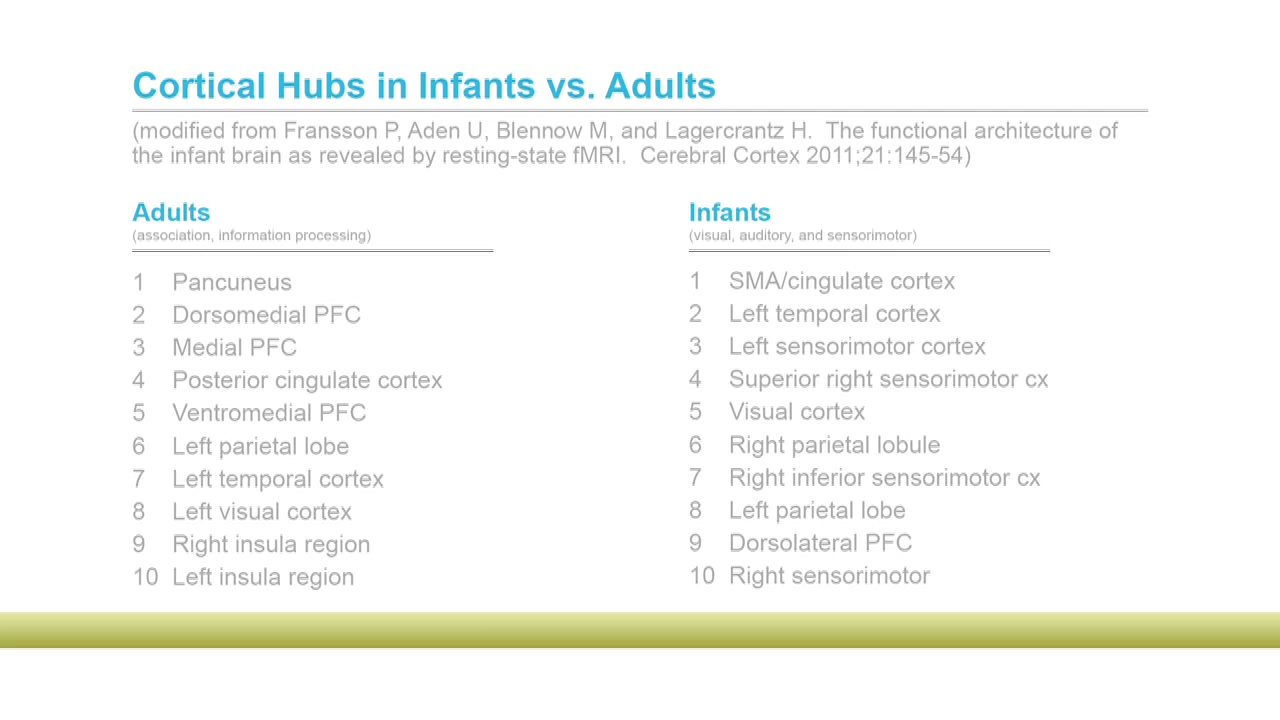 Cortical Hubs in Infants vs. Adults
(modified from Fransson P, Aden U, Blennow M, and Lagercrantz H.  The functional architecture of
the infant brain as revealed by resting-state fMRI.  Cerebral Cortex 2011;21:145-54)
Adults
(association, information processing)
1 Pancuneus
2 Dorsomedial PFC
3 Medial PFC
4 Posterior cingulate cortex
5 Ventromedial PFC
6 Left parietal lobe
7 Left temporal cortex
8 Left visual cortex
9 Right insula region
10 Left insula region
Infants
(visual, auditory, and sensorimotor)
1 SMA/cingulate cortex
2 Left temporal cortex
3 Left sensorimotor cortex
4 Superior right sensorimotor cx
5 Visual cortex
6 Right parietal lobule
7 Right inferior sensorimotor cx
8 Left parietal lobe
9 Dorsolateral PFC
10 Right sensorimotor